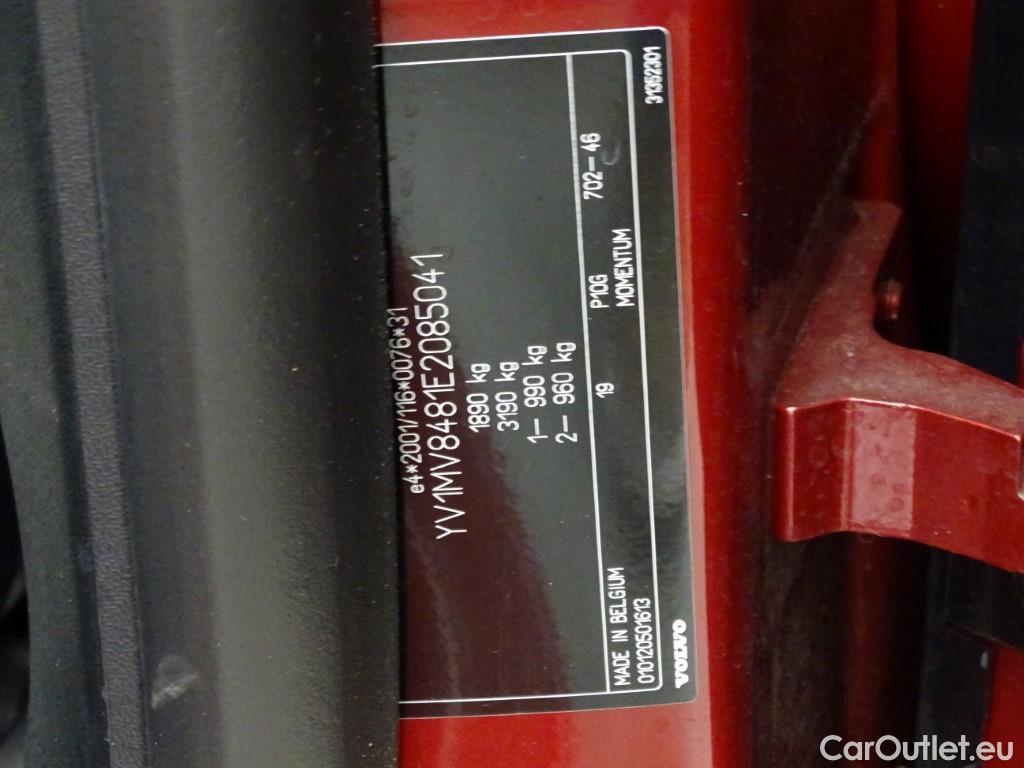 e4*2001/116*0076*31
YV1MV8481E2085041
1890 kg
3190 kg
1- 990 kg
2- 960 kg
19 P10G 702-46
MADE IN BELGIUM MOMENTUM
010120501613
VOLVO 31352301
CarOutlet.eu